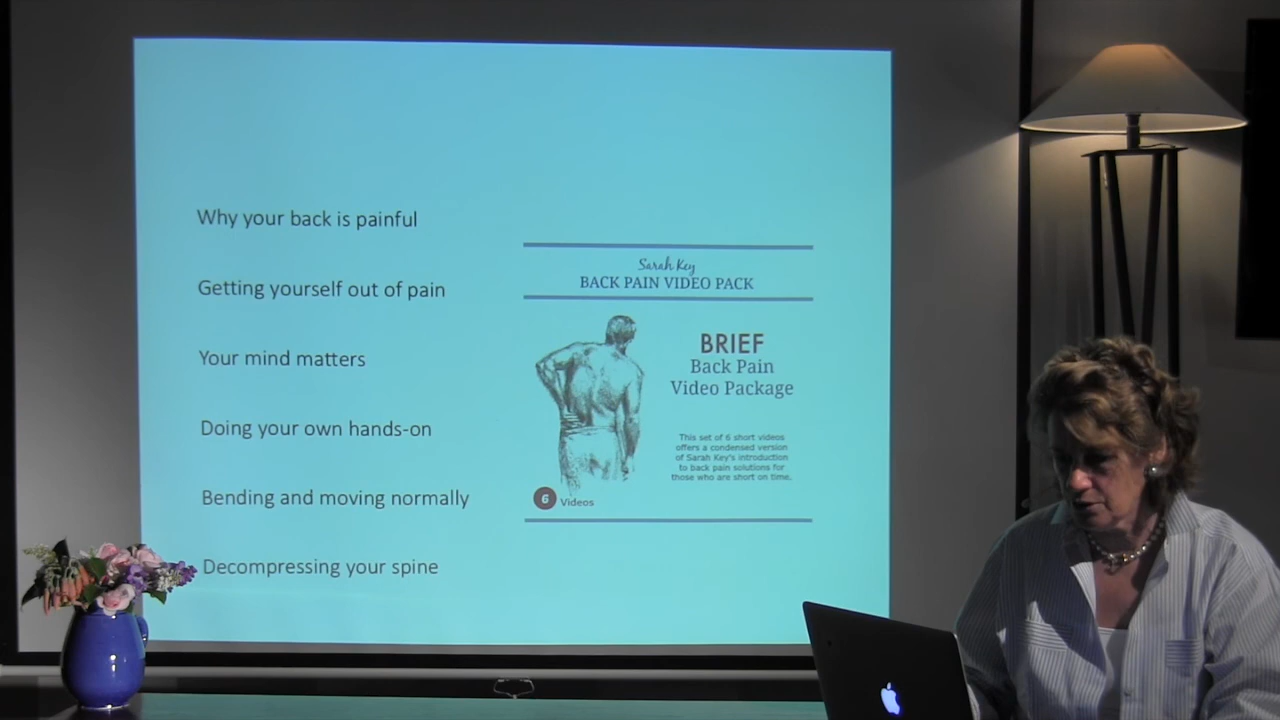 Why your back is painful
Getting yourself out of pain
Your mind matters
Doing your own hands-on
Bending and moving normally
Decompressing your spine
Sarah Key
BACK PAIN VIDEO PACK
BRIEF
Back Pain
Video Package
This set of 6 short videos
offers a condensed version
of Sarah Key's introduction
to back pain solutions for
those who are short on time.
6 Videos